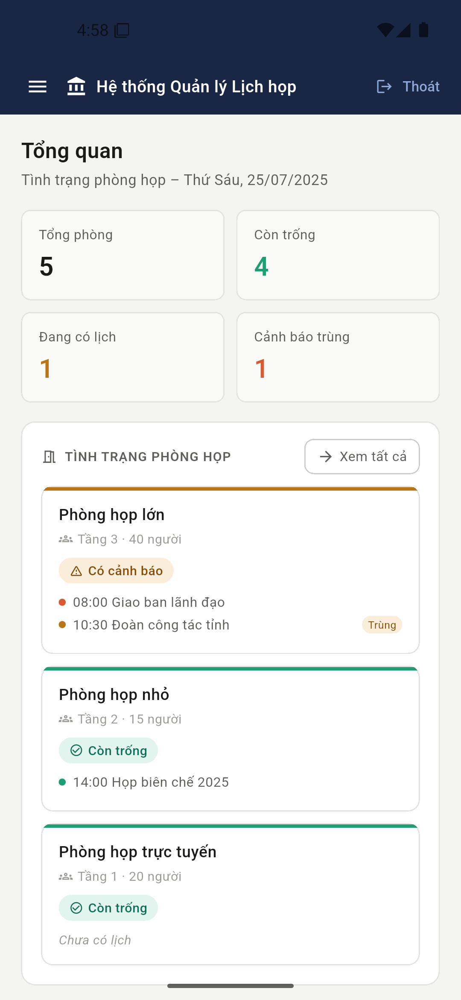 4:58
Hệ thống Quản lý Lịch họp
Thoát
Tổng quan
Tình trạng phòng họp – Thứ Sáu, 25/07/2025
Tổng phòng
5
Còn trống
4
Đang có lịch
1
Cảnh báo trùng
1
TÌNH TRẠNG PHÒNG HỌP
Xem tất cả
Phòng họp lớn
Tầng 3 · 40 người
Có cảnh báo
08:00 Giao ban lãnh đạo
10:30 Đoàn công tác tỉnh
Trùng
Phòng họp nhỏ
Tầng 2 · 15 người
Còn trống
14:00 Họp biên chế 2025
Phòng họp trực tuyến
Tầng 1 · 20 người
Còn trống
Chưa có lịch